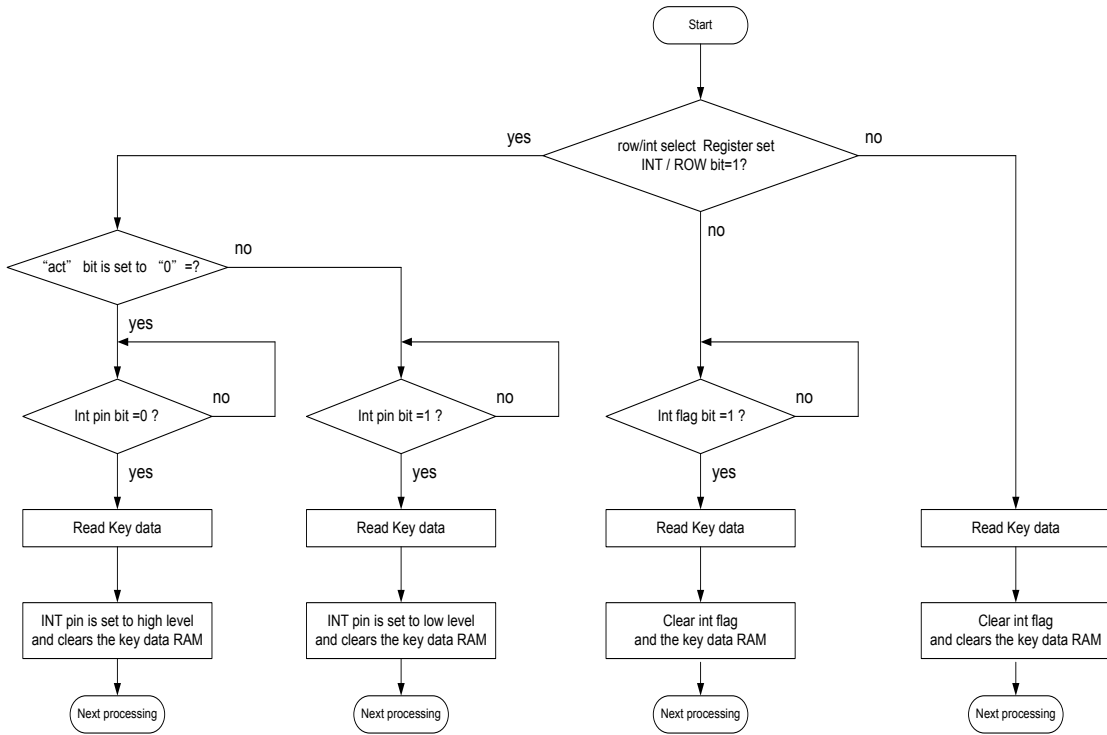 Start
row/int select Register set
INT / ROW bit=1?
yes
no
no
“act” bit is set to “0” =?
no
yes
Int pin bit =0 ?
no
Int pin bit =1 ?
no
Int flag bit =1 ?
no
yes
yes
yes
Read Key data
Read Key data
Read Key data
Read Key data
INT pin is set to high level
and clears the key data RAM
INT pin is set to low level
and clears the key data RAM
Clear int flag
and the key data RAM
Clear int flag
and clears the key data RAM
Next processing
Next processing
Next processing
Next processing